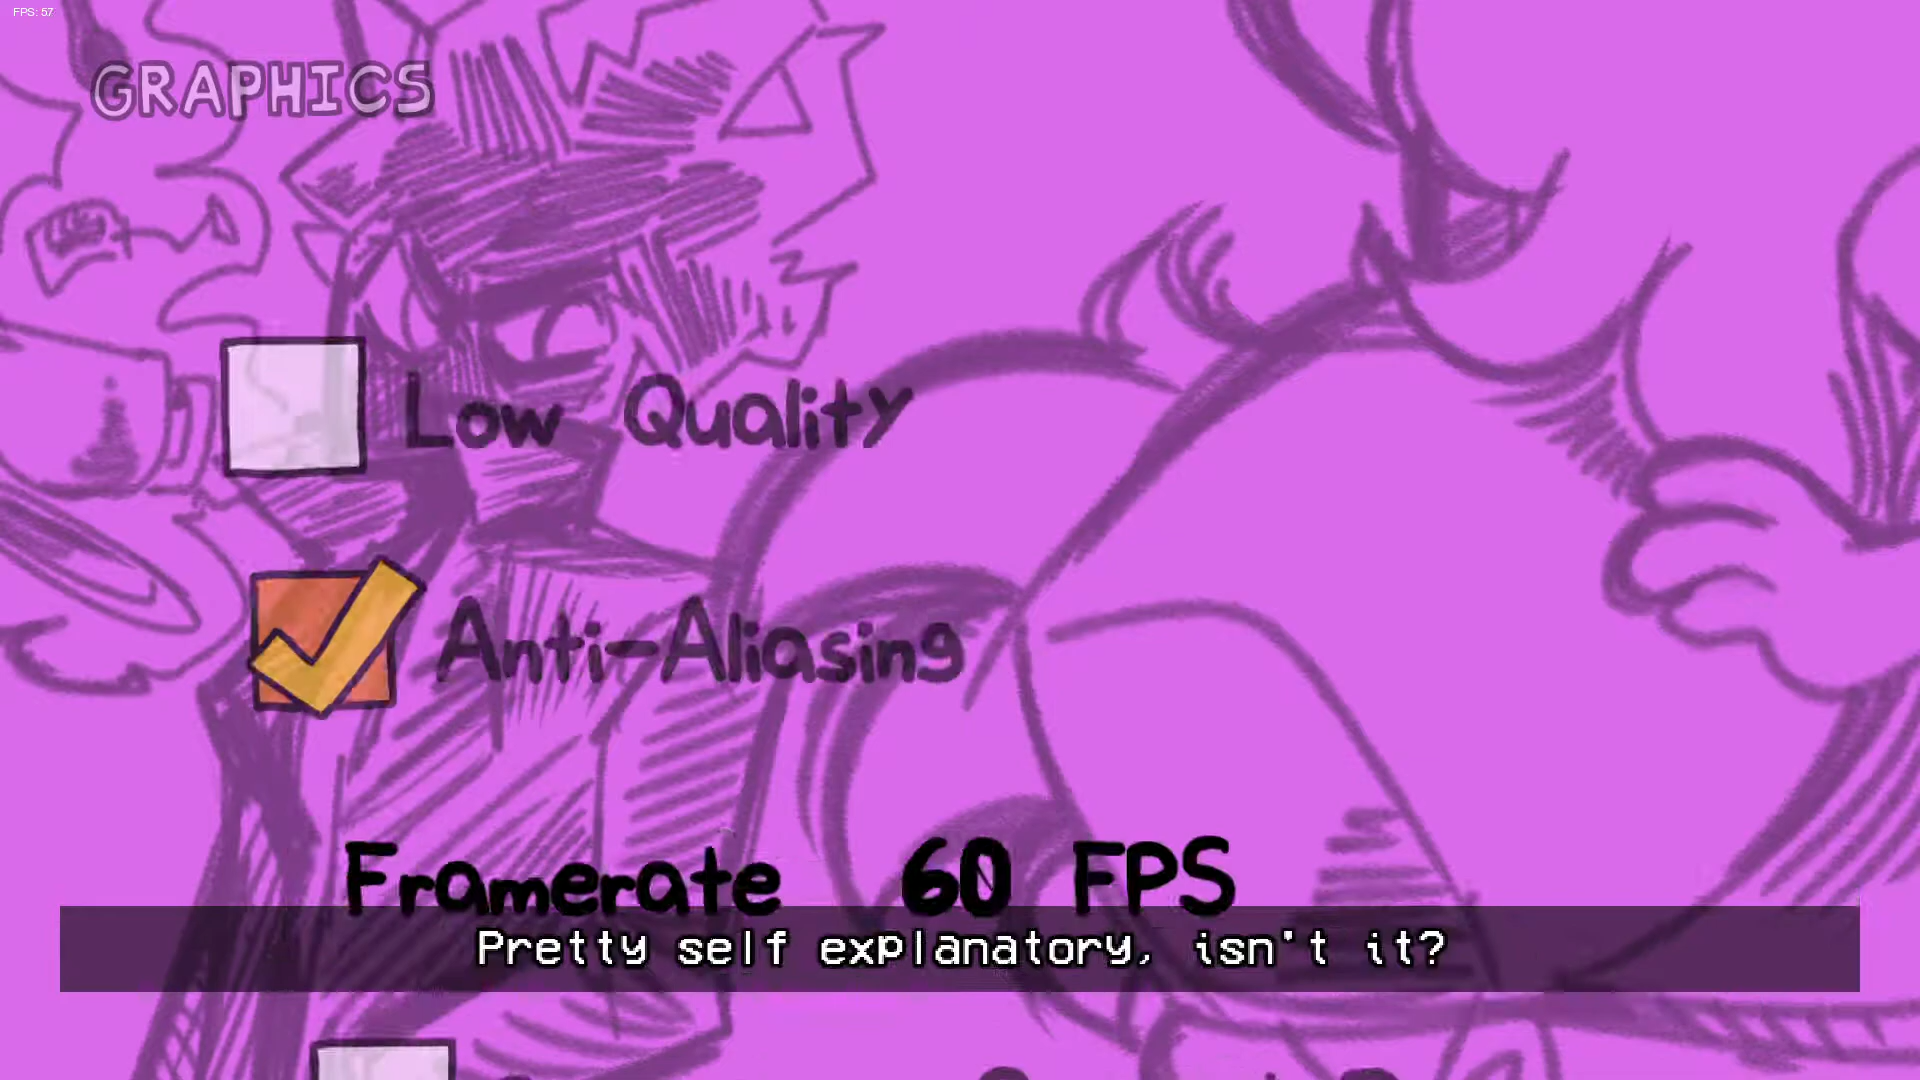 FPS: 57
GRAPHICS
Low Quality
Anti-Aliasing
Framerate 60 FPS
Pretty self explanatory, isn't it?